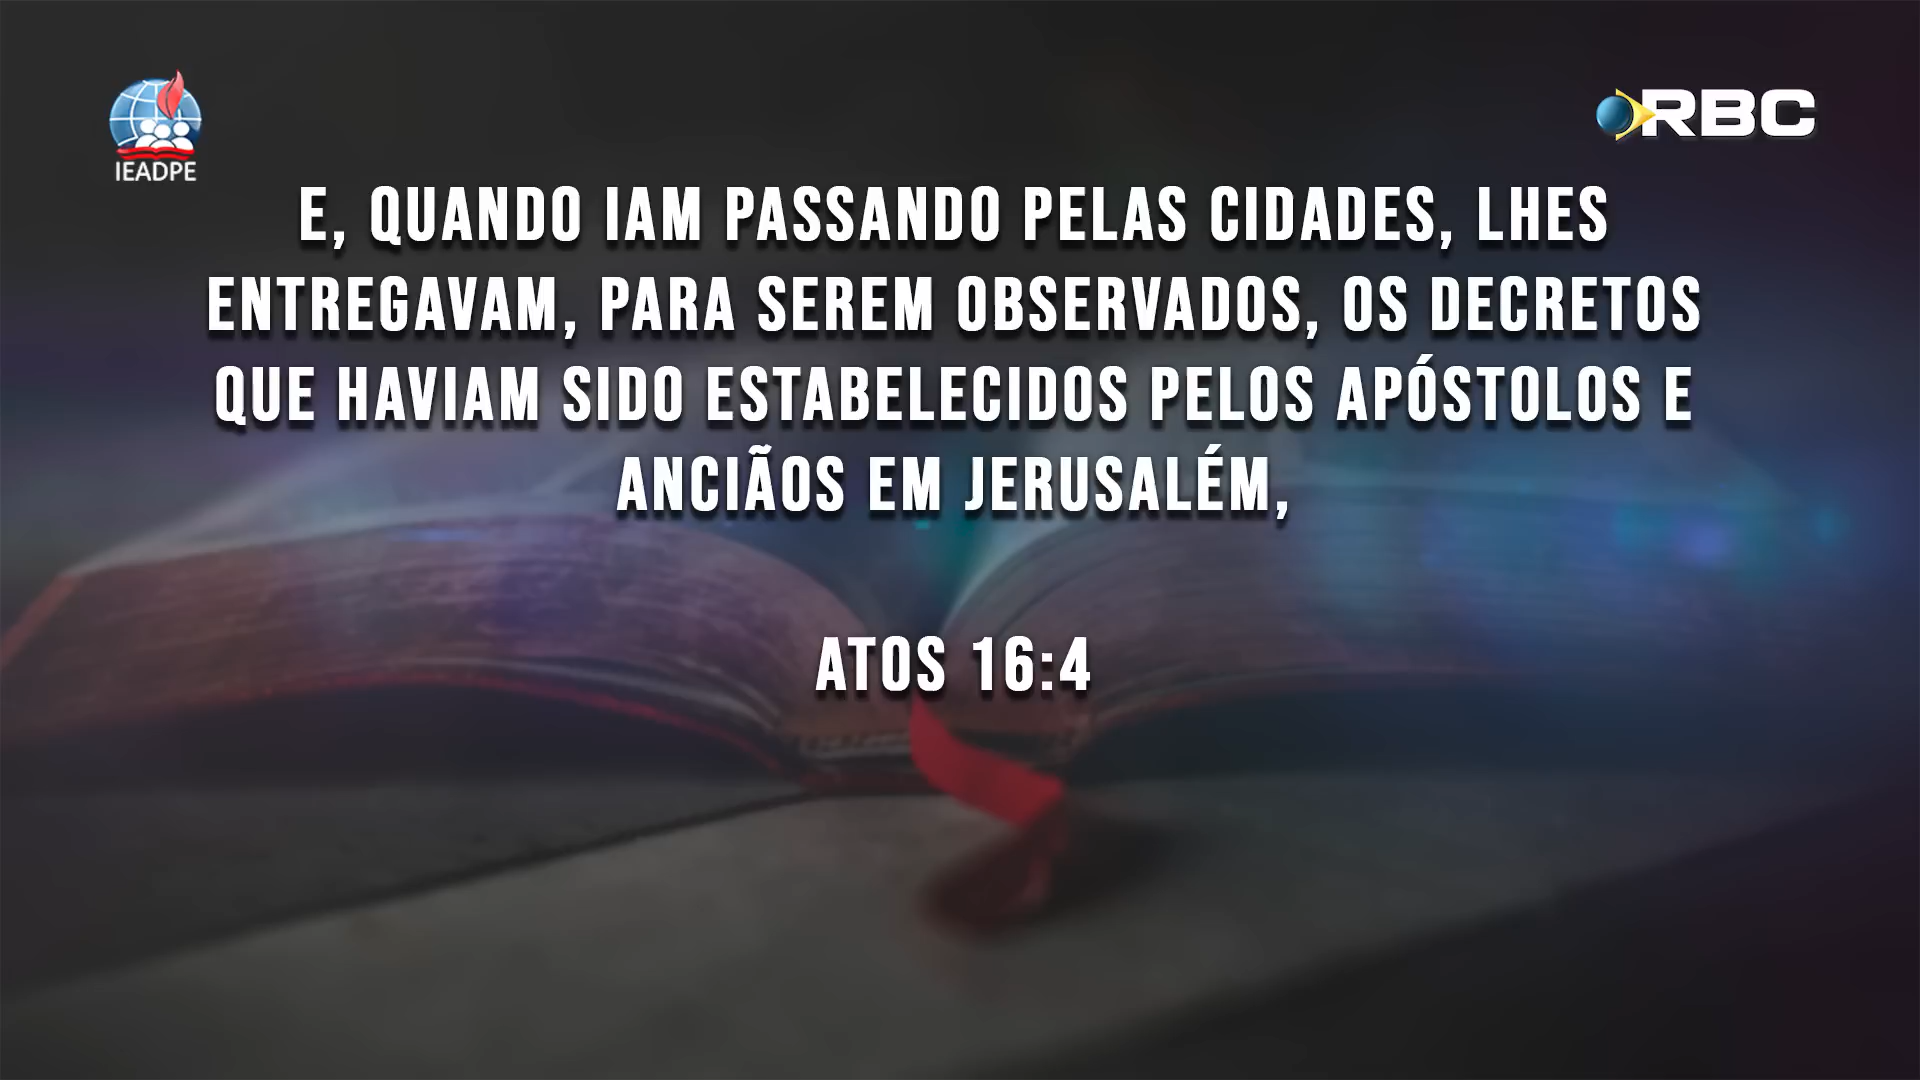 IEADPE
RBC
E, QUANDO IAM PASSANDO PELAS CIDADES, LHES
ENTREGAVAM, PARA SEREM OBSERVADOS, OS DECRETOS
QUE HAVIAM SIDO ESTABELECIDOS PELOS APÓSTOLOS E
ANCIÃOS EM JERUSALÉM,
ATOS 16:4